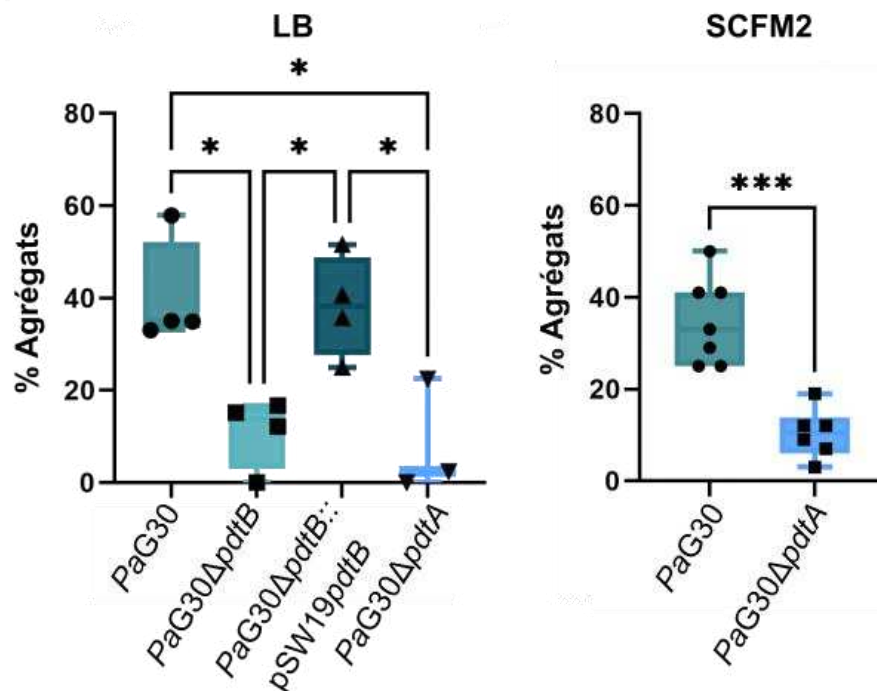 LB
*
* * *
% Agrégats
80
60
40
20
0
PaG30
PaG30ΔpdtB
PaG30ΔpdtB::
pSW19pdtB
PaG30ΔpdtA
SCFM2
***
% Agrégats
80
60
40
20
0
PaG30
PaG30ΔpdtA